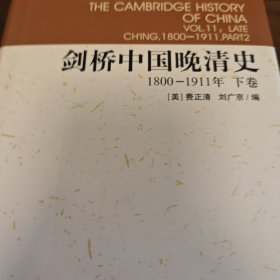 THE CAMBRIDGE HISTORY
OF CHINA
VOL.11, LATE
CH'ING,1800-1911,PART2
剑桥中国晚清史
1800-1911年 下卷
[美]费正清 刘广京/编